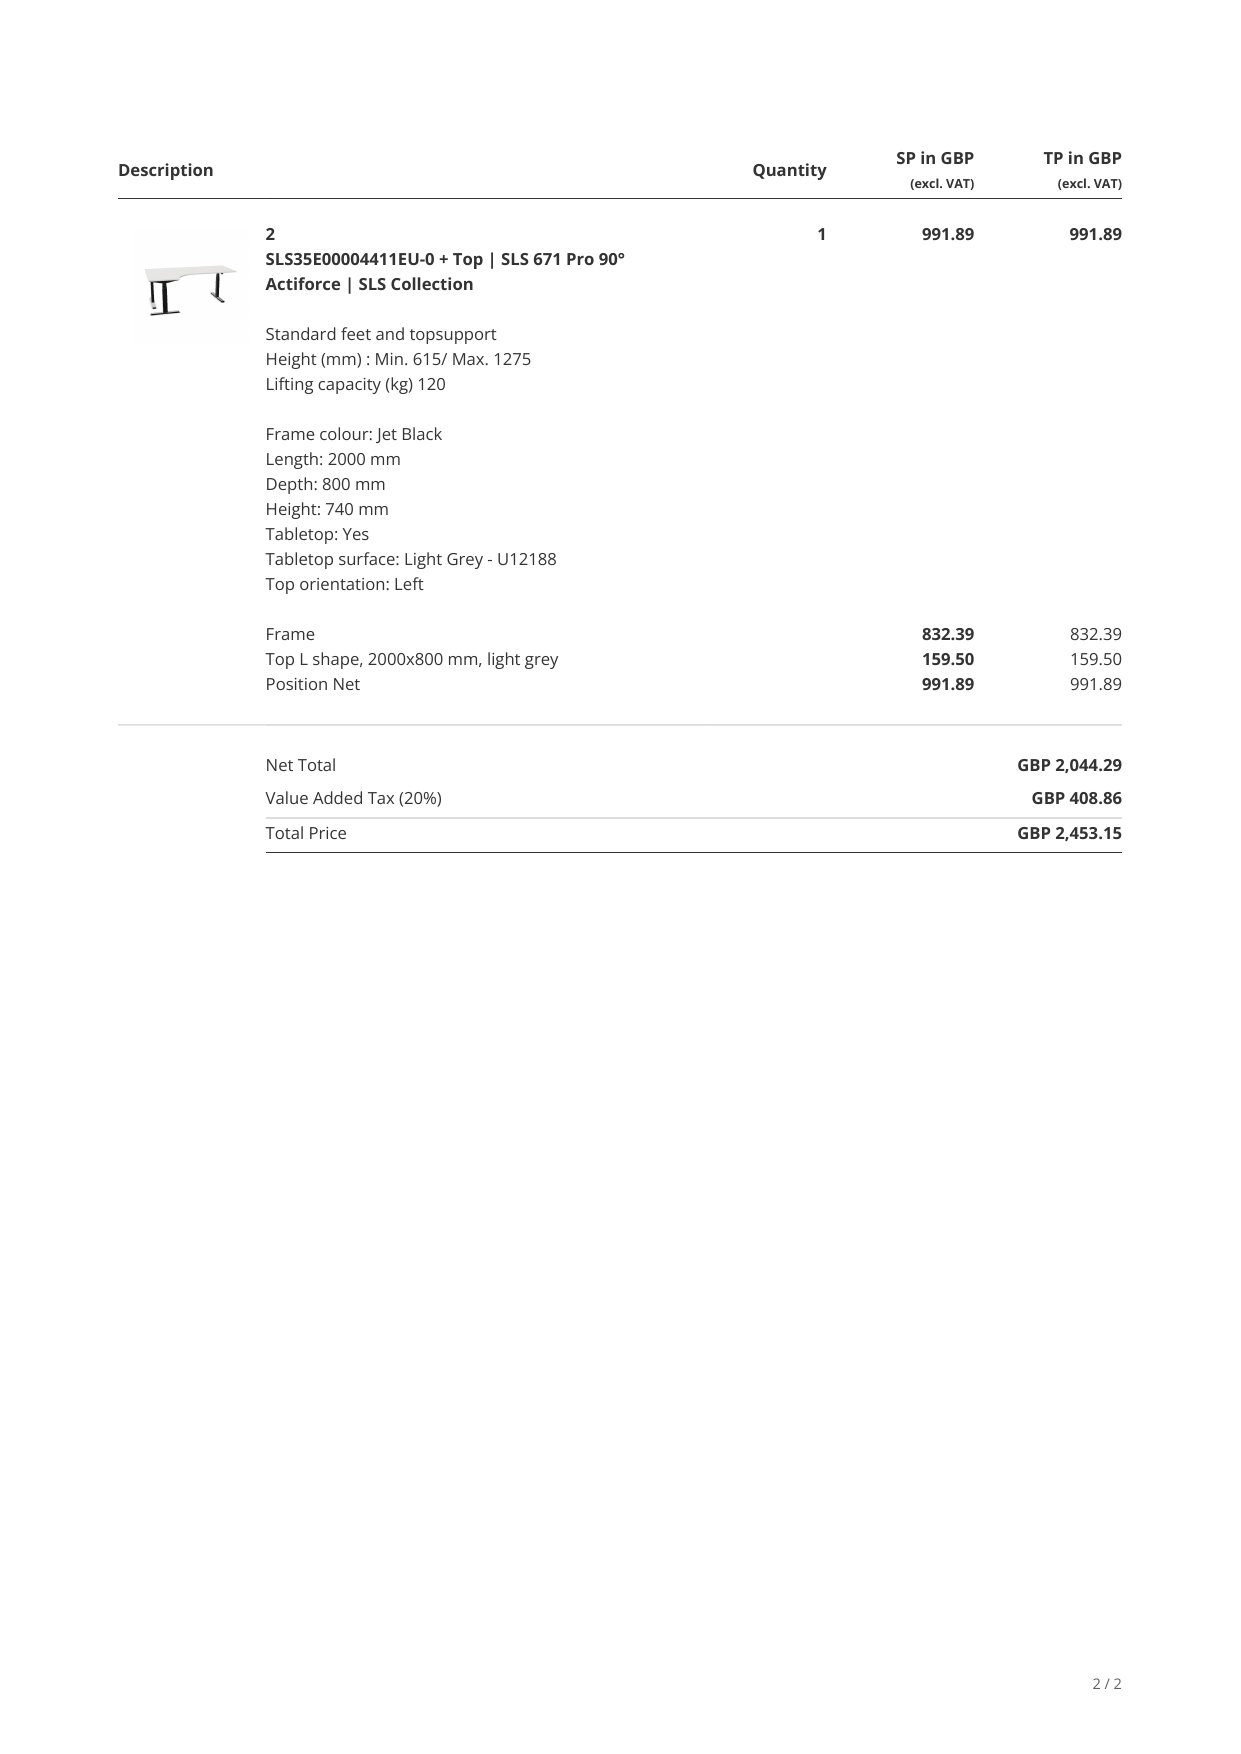 Description Quantity SP in GBP (excl. VAT) TP in GBP (excl. VAT)
2 1 991.89 991.89
SLS35E00004411EU-0 + Top | SLS 671 Pro 90°
Actiforce | SLS Collection
Standard feet and topsupport
Height (mm) : Min. 615/ Max. 1275
Lifting capacity (kg) 120
Frame colour: Jet Black
Length: 2000 mm
Depth: 800 mm
Height: 740 mm
Tabletop: Yes
Tabletop surface: Light Grey - U12188
Top orientation: Left
Frame 832.39 832.39
Top L shape, 2000x800 mm, light grey 159.50 159.50
Position Net 991.89 991.89
Net Total GBP 2,044.29
Value Added Tax (20%) GBP 408.86
Total Price GBP 2,453.15
2 / 2